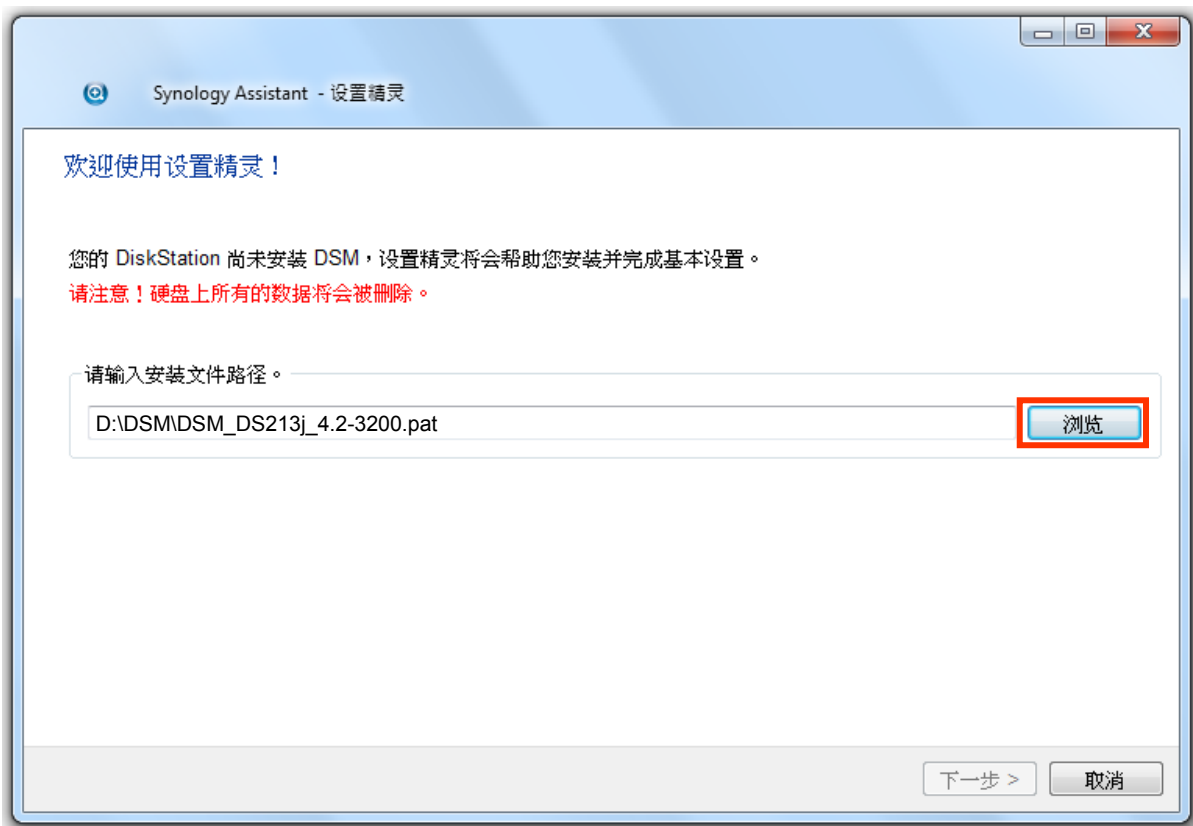 Synology Assistant - 设置精灵
欢迎使用设置精灵！
您的 DiskStation 尚未安装 DSM，设置精灵将会帮助您安装并完成基本设置。
请注意！硬盘上所有的数据将会被删除。
请输入安装文件路径。
D:\DSM\DSM_DS213j_4.2-3200.pat
浏览
下一步 >
取消